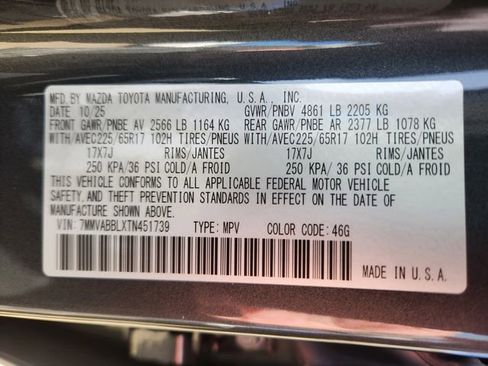 MFD. BY MAZDA TOYOTA MANUFACTURING, U.S.A., INC.
DATE 10/25 GVWR/PNBV 4861 LB 2205 KG
FRONT GAWR/PNBE AV 2566 LB 1164 KG REAR GAWR/PNBE AR 2377 LB 1078 KG
WITH/AVEC225/65R17 102H TIRES/PNEUS WITH/AVEC225/65R17 102H TIRES/PNEUS
17X7J RIMS/JANTES 17X7J RIMS/JANTES
250 KPA/36 PSI COLD/A FROID 250 KPA/36 PSI COLD/A FROID
THIS VEHICLE CONFORMS TO ALL APPLICABLE FEDERAL MOTOR VEHICLE
SAFETY, AND THEFT PREVENTION STANDARDS IN EFFECT ON THE DATE OF
MANUFACTURE SHOWN ABOVE.
VIN: 7MMVABBLXTN451739 TYPE: MPV COLOR CODE: 46G
MADE IN U.S.A.